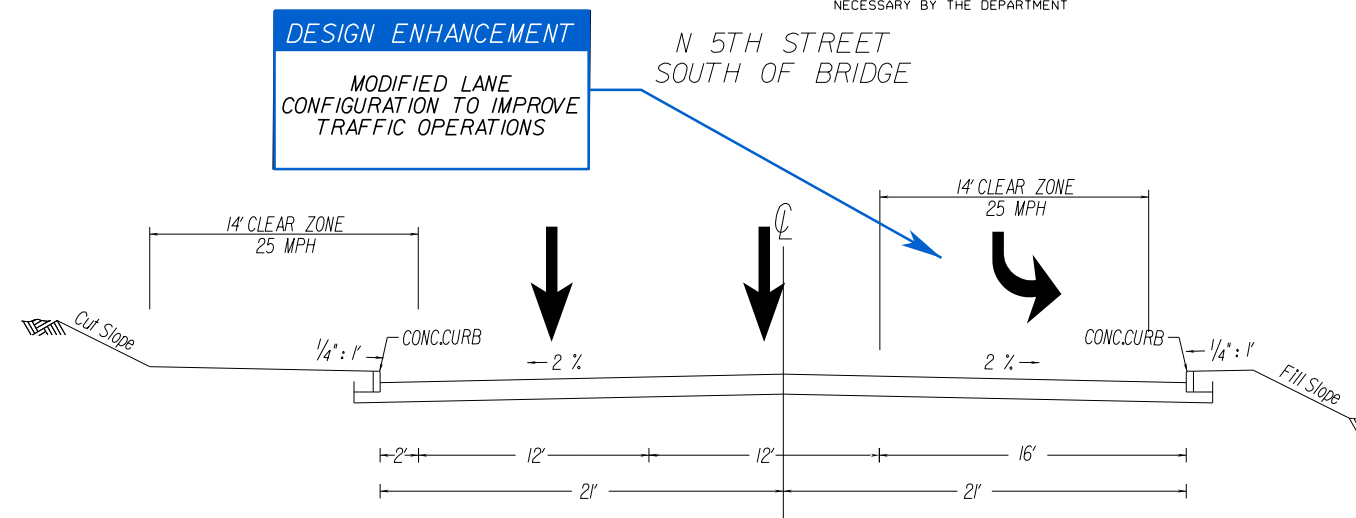 NECESSARY BY THE DEPARTMENT
DESIGN ENHANCEMENT
MODIFIED LANE
CONFIGURATION TO IMPROVE
TRAFFIC OPERATIONS
N 5TH STREET
SOUTH OF BRIDGE
14' CLEAR ZONE
25 MPH
14' CLEAR ZONE
25 MPH
CL
Cut Slope
1/4" : 1'
CONC.CURB
2 %
2 %
CONC.CURB
1/4" : 1'
Fill Slope
2'
12'
12'
16'
21'
21'